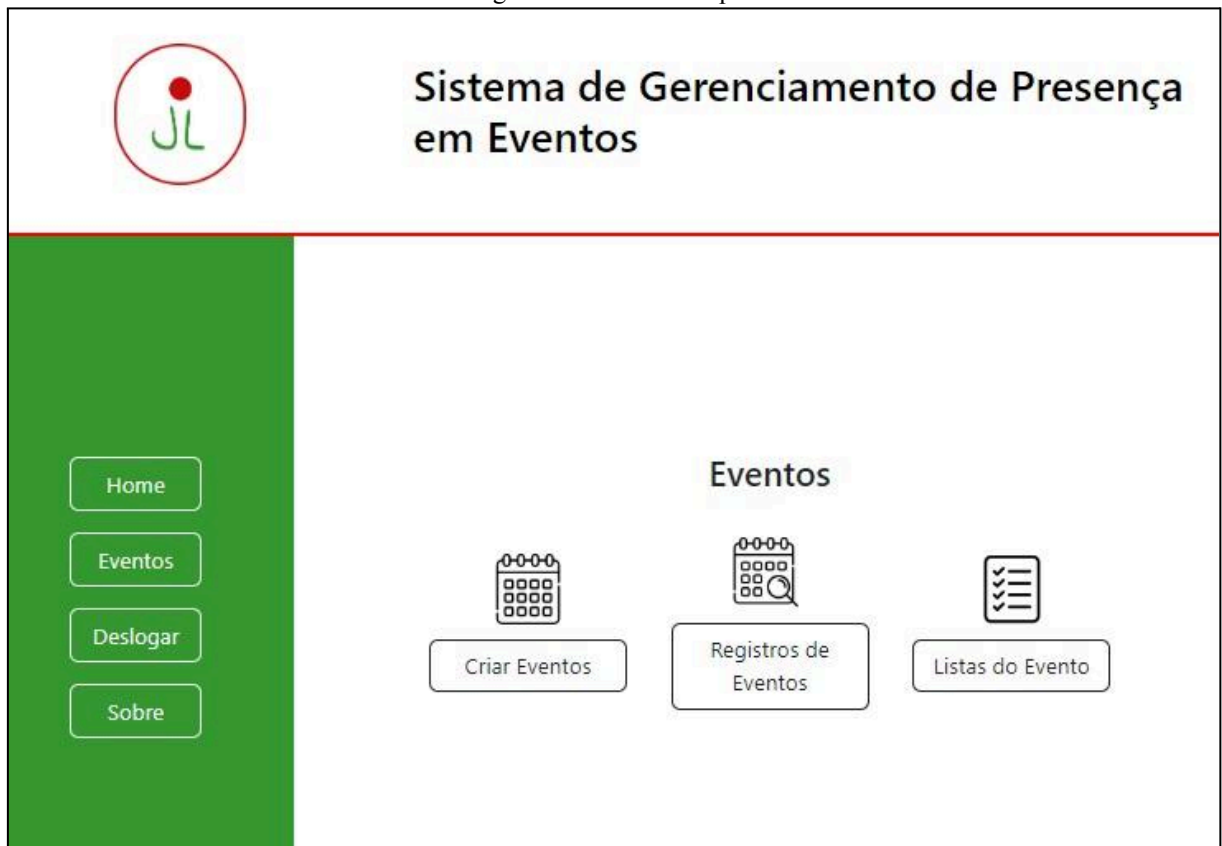 Sistema de Gerenciamento de Presença
em Eventos
JL
Home
Eventos
Deslogar
Sobre
Eventos
Criar Eventos
Registros de
Eventos
Listas do Evento